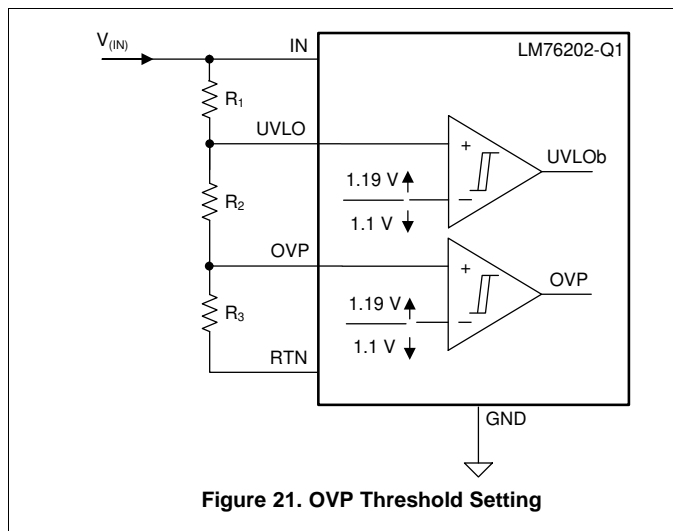 V(IN)
IN
LM76202-Q1
R1
UVLO
+
UVLOb
1.19 V
–
1.1 V
R2
OVP
+
OVP
1.19 V
–
1.1 V
R3
RTN
GND
Figure 21. OVP Threshold Setting